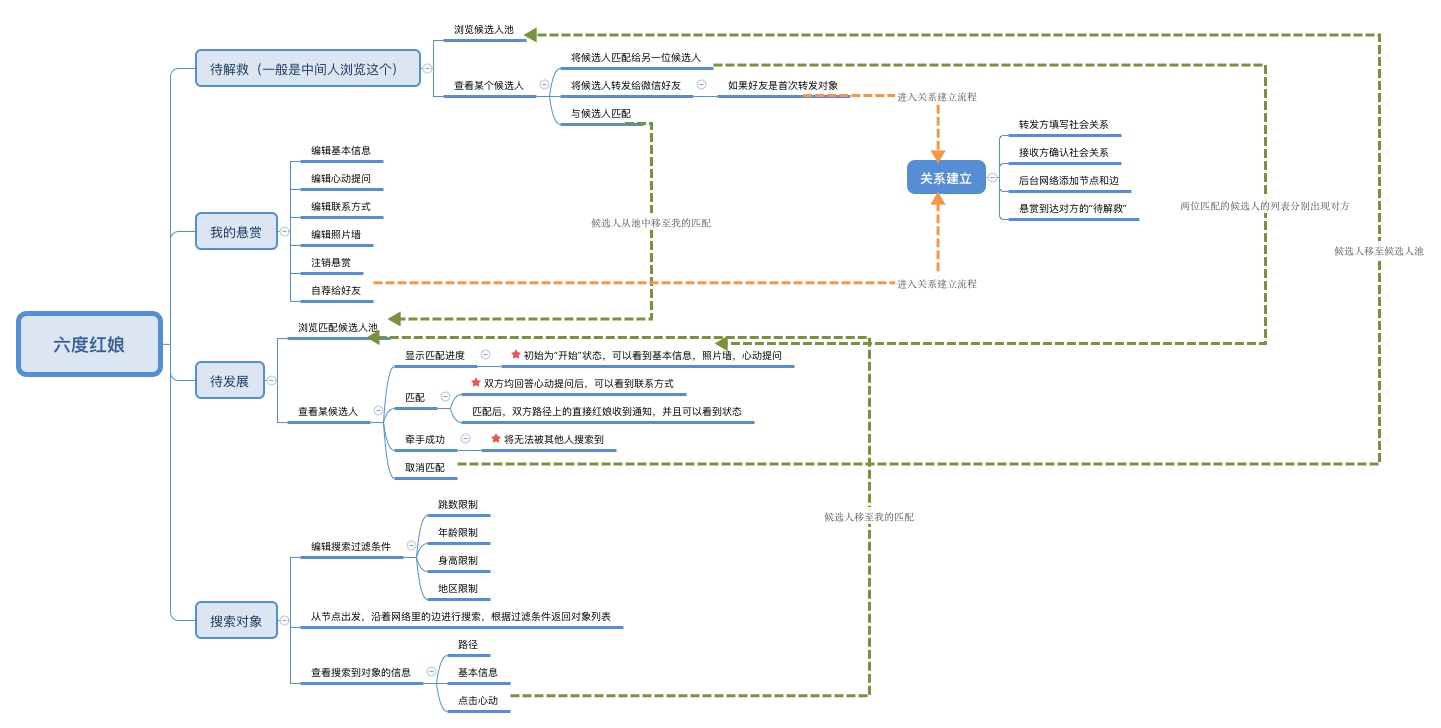 六度红娘
待解救（一般是中间人浏览这个）
浏览候选人池
查看某个候选人
将候选人匹配给另一位候选人
将候选人转发给微信好友
如果好友是首次转发对象
与候选人匹配
进入关系建立流程
关系建立
转发方填写社会关系
接收方确认社会关系
后台网络添加节点和边
悬赏到达对方的“待解救”
两位匹配的候选人的列表分别出现对方
候选人移至候选人池
候选人从池中移至我的匹配
进入关系建立流程
我的悬赏
编辑基本信息
编辑心动提问
编辑联系方式
编辑照片墙
注销悬赏
自荐给好友
待发展
浏览匹配候选人池
查看某候选人
显示匹配进度
初始为“开始”状态，可以看到基本信息，照片墙，心动提问
匹配
双方均回答心动提问后，可以看到联系方式
匹配后，双方路径上的直接红娘收到通知，并且可以看到状态
牵手成功
将无法被其他人搜索到
取消匹配
候选人移至我的匹配
搜索对象
编辑搜索过滤条件
跳数限制
年龄限制
身高限制
地区限制
从节点出发，沿着网络里的边进行搜索，根据过滤条件返回对象列表
查看搜索到对象的信息
路径
基本信息
点击心动